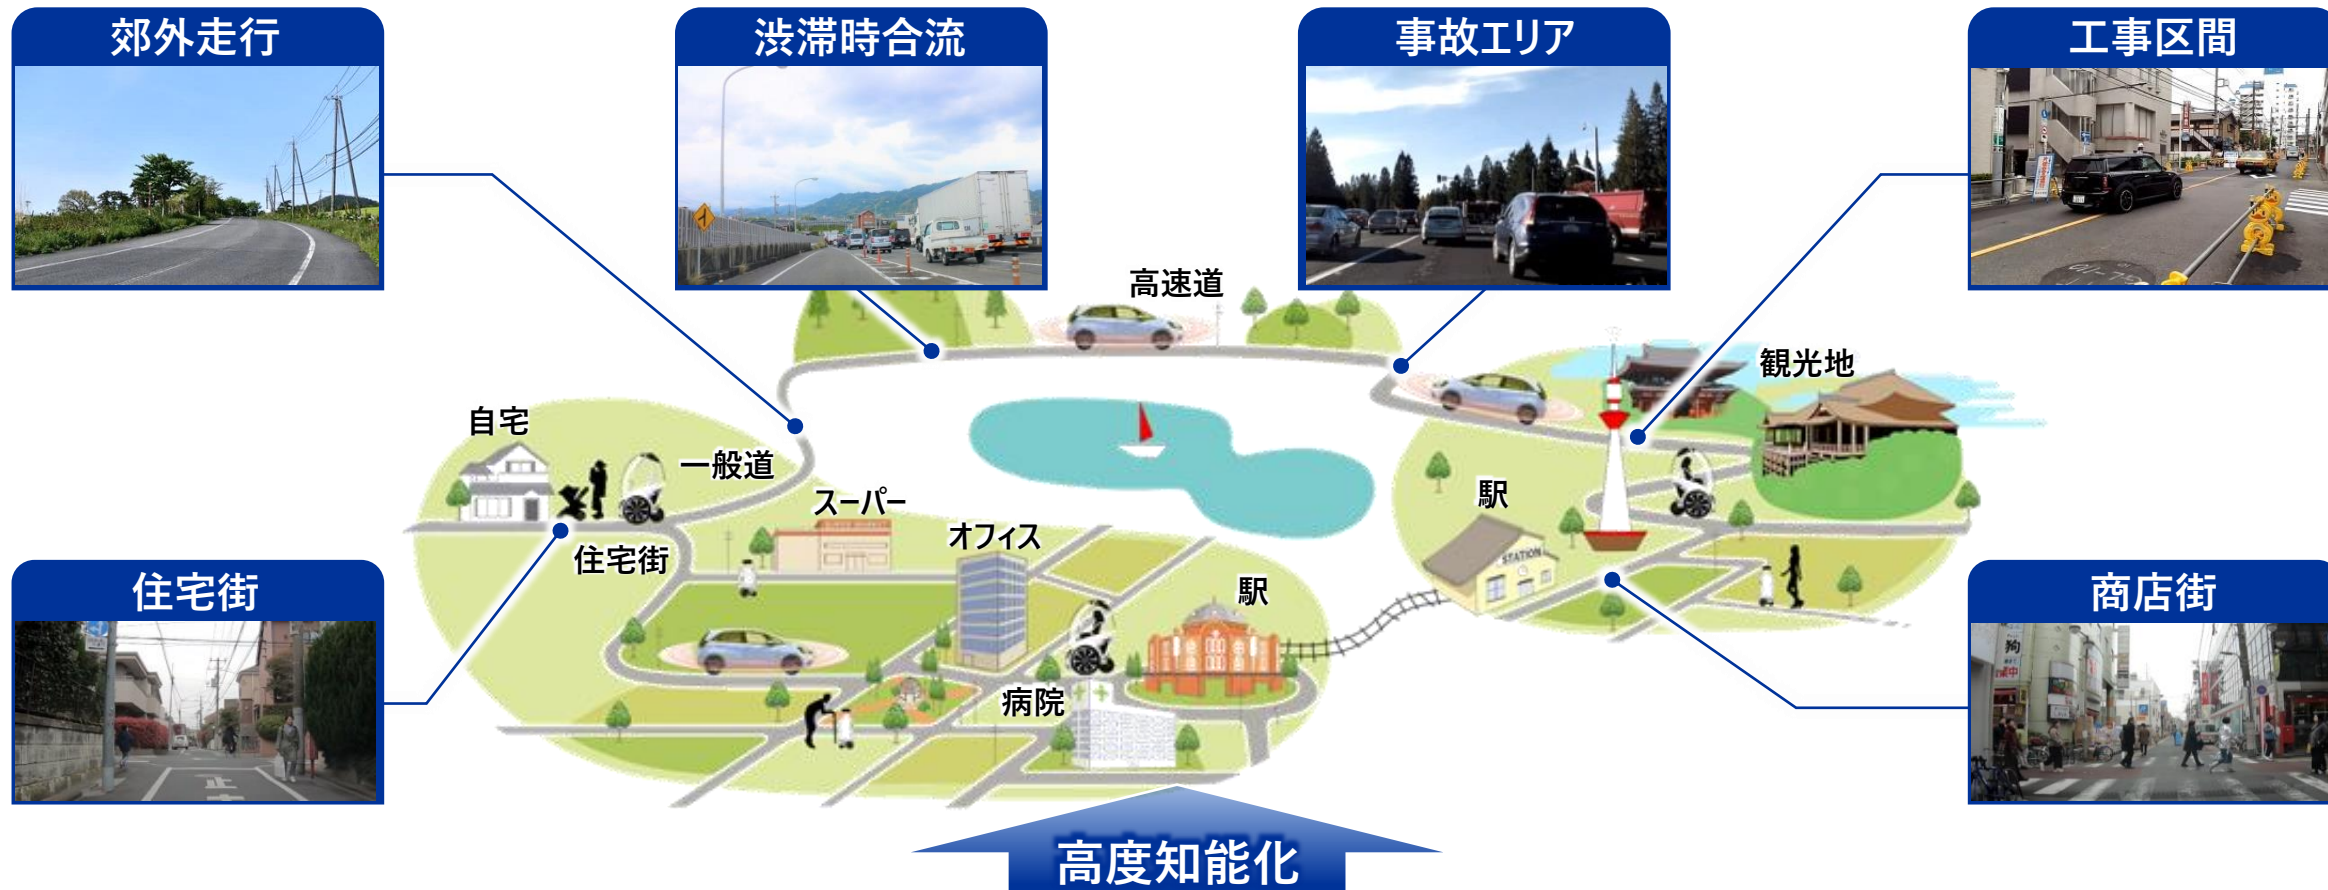 郊外走行
渋滞時合流
事故エリア
工事区間
高速道
観光地
自宅
一般道
スーパー
オフィス
駅
STATION
住宅街
駅
病院
住宅街
商店街
止
高度知能化